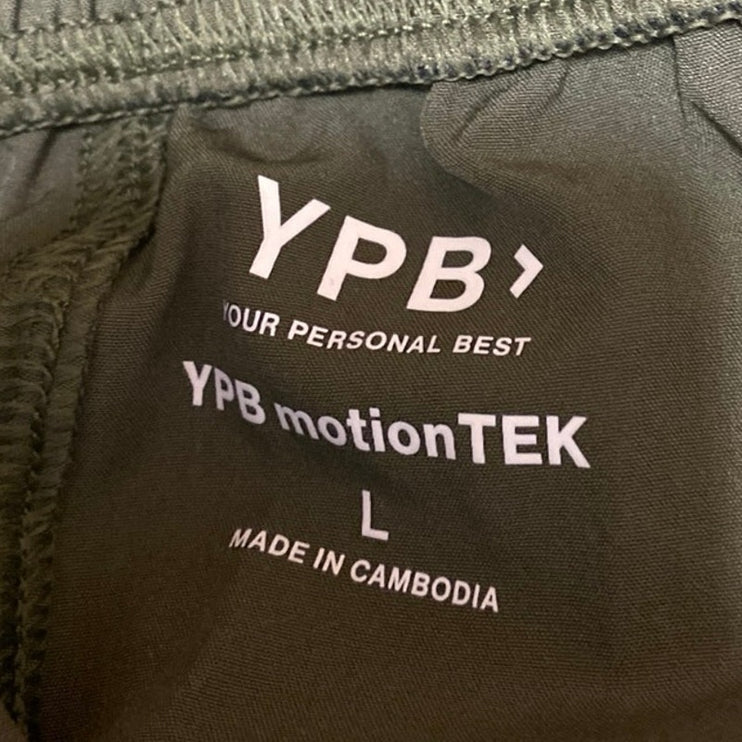 YPB>
YOUR PERSONAL BEST
YPB motionTEK
L
MADE IN CAMBODIA